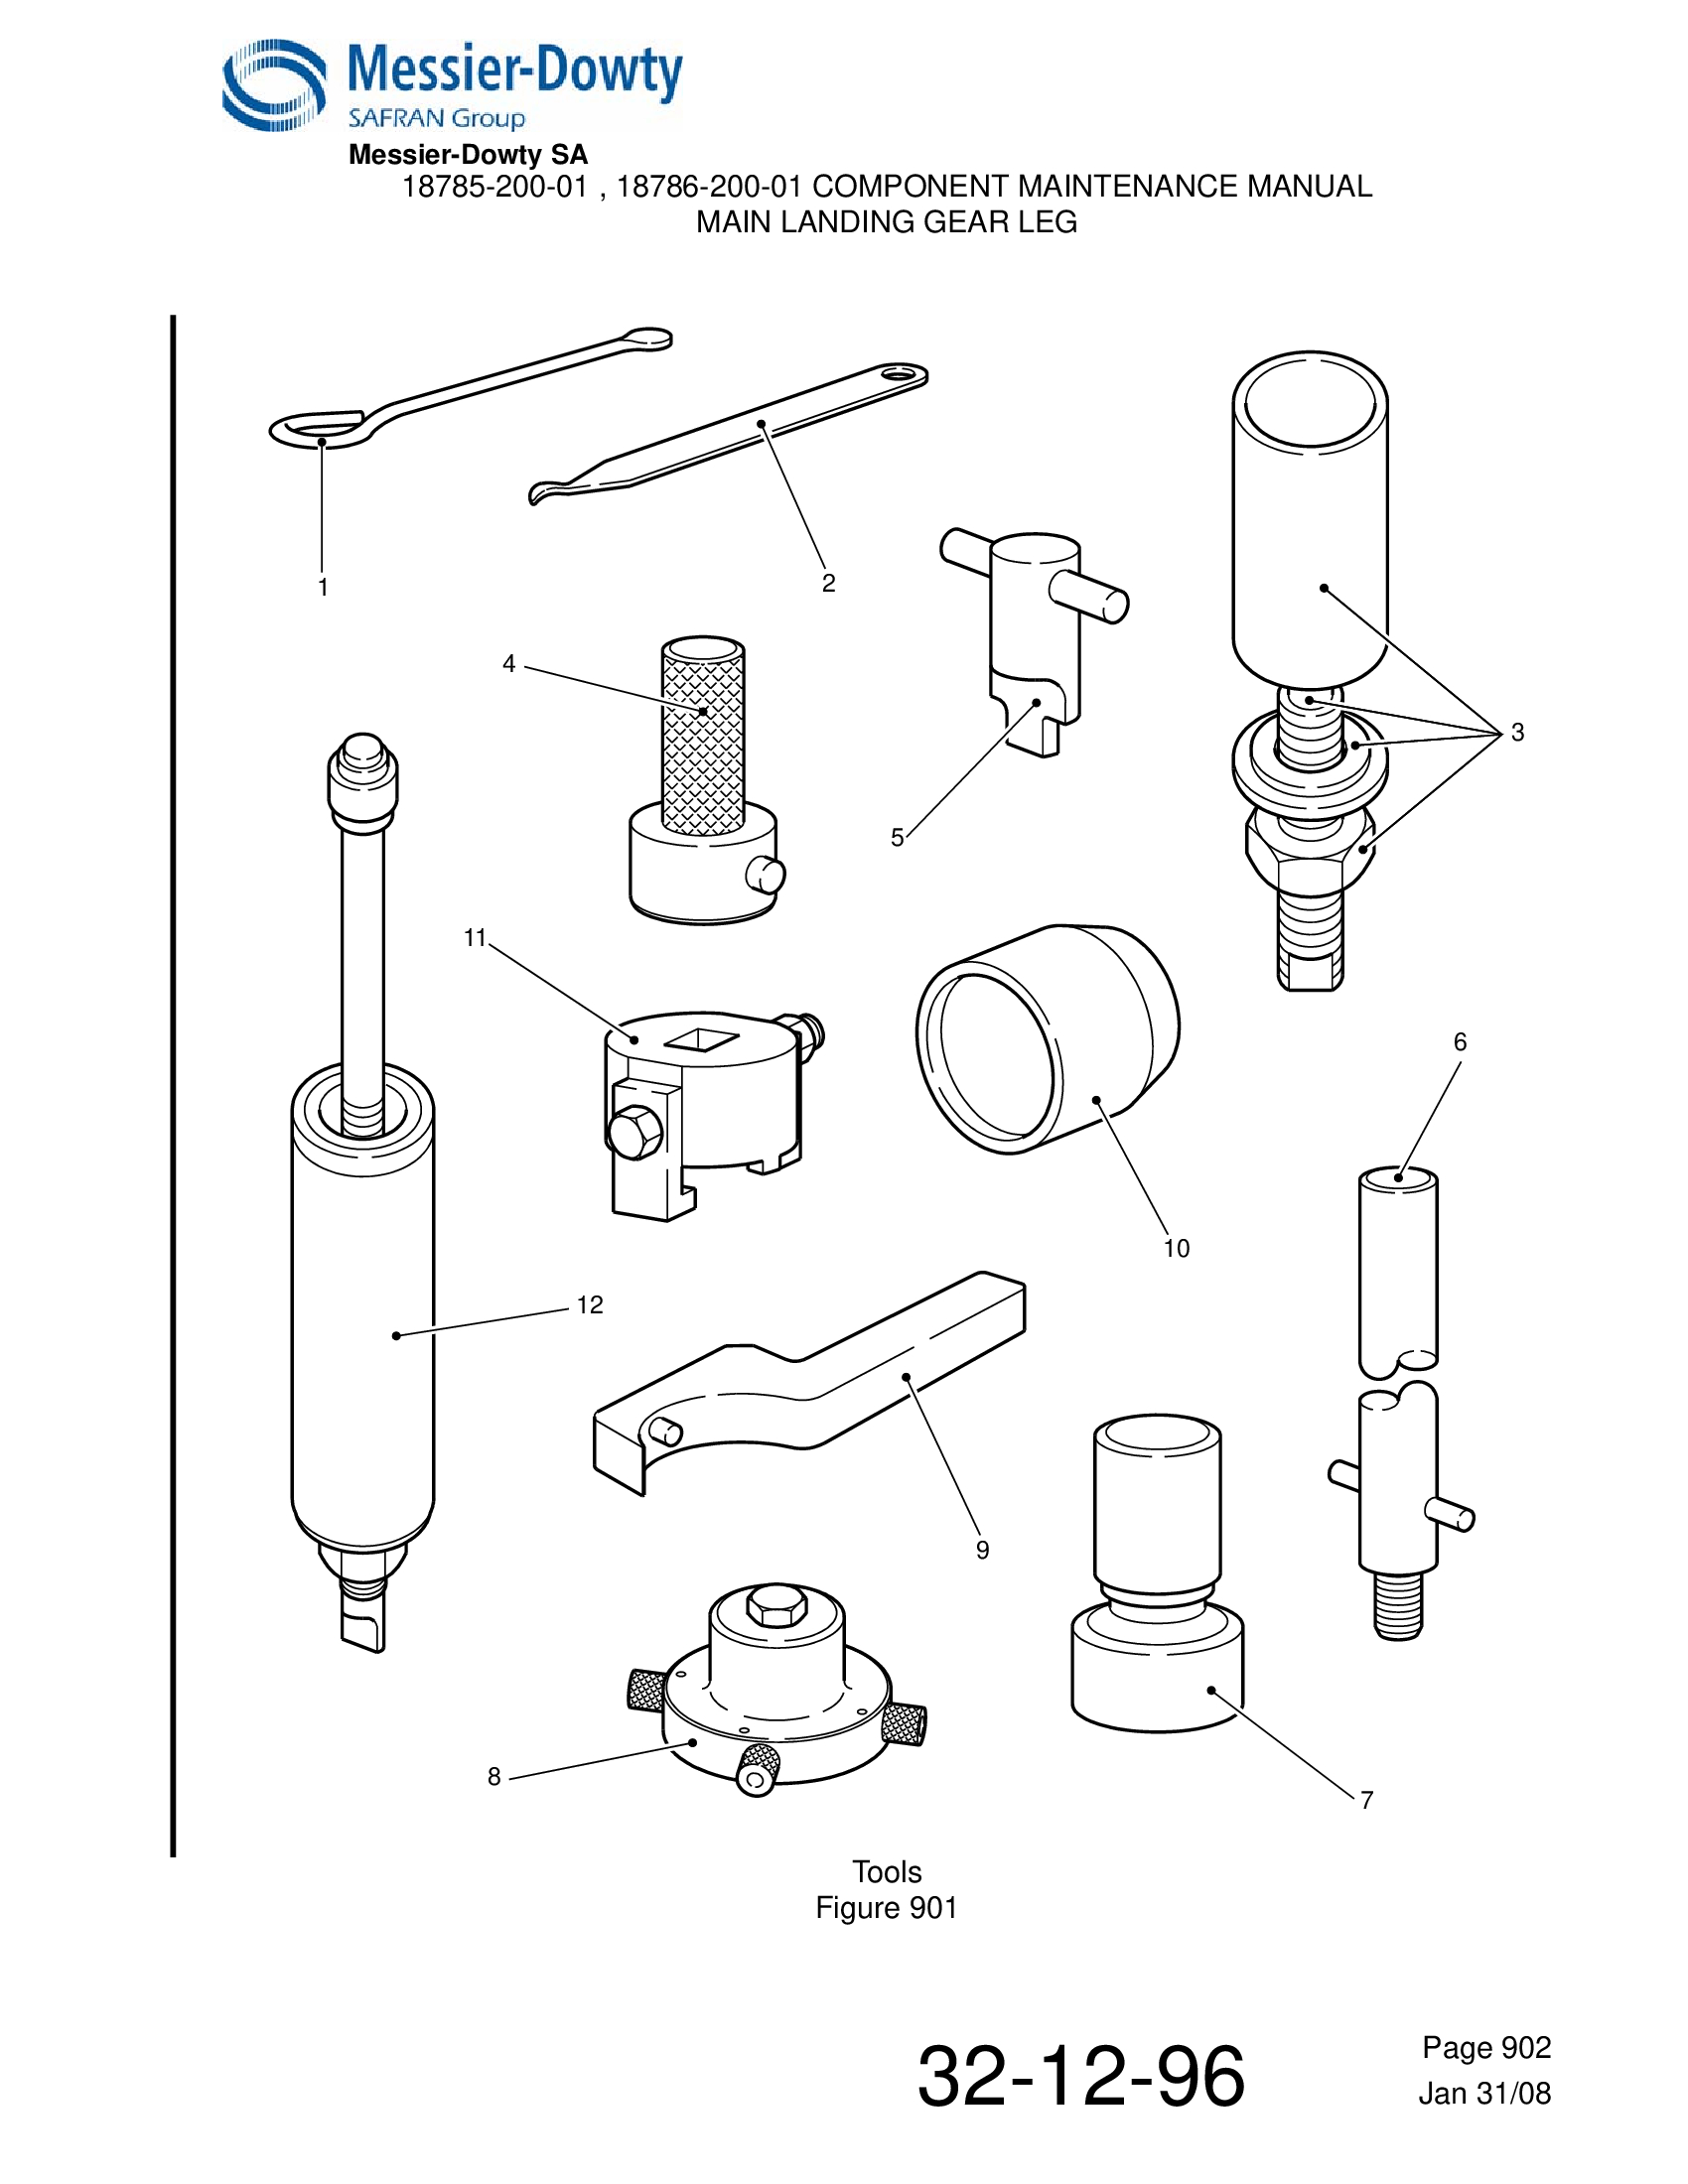 Messier-Dowty
SAFRAN Group
Messier-Dowty SA
18785-200-01 , 18786-200-01 COMPONENT MAINTENANCE MANUAL
MAIN LANDING GEAR LEG
1
2
3
4
5
11
6
10
12
9
8
7
Tools
Figure 901
32-12-96
Page 902
Jan 31/08